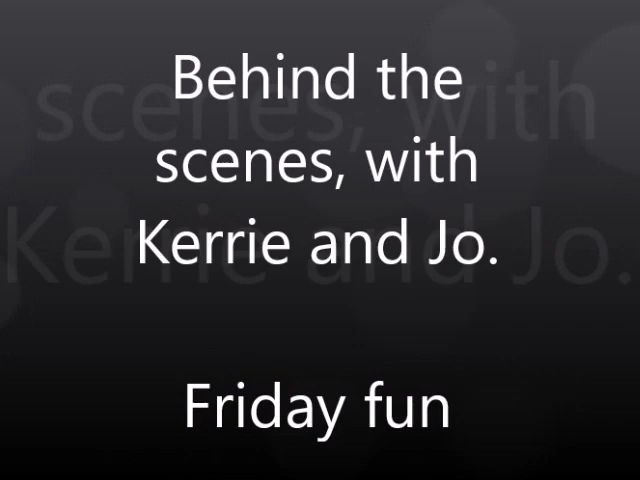 Behind the
scenes, with
Kerrie and Jo.
Friday fun